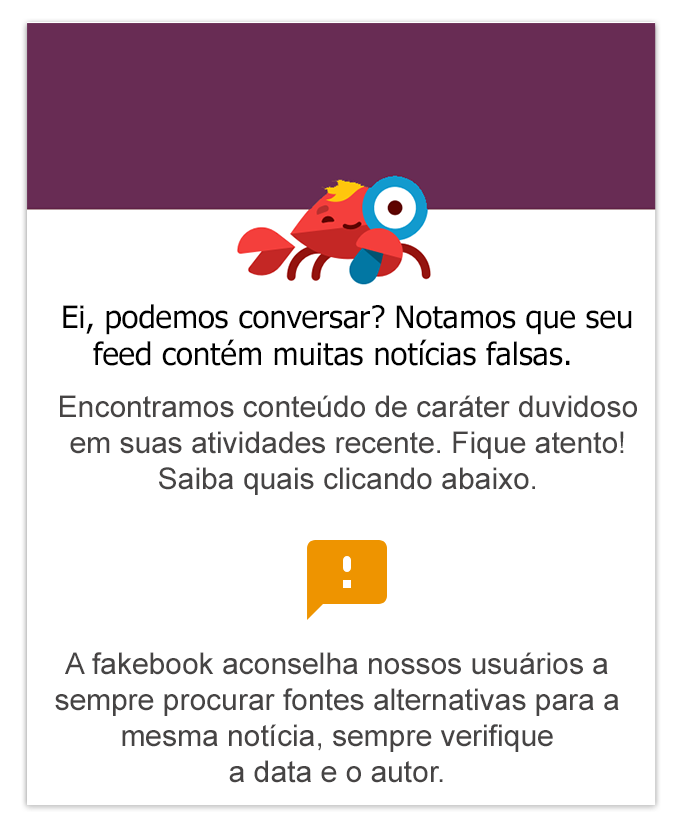 Ei, podemos conversar? Notamos que seu
feed contém muitas notícias falsas.
Encontramos conteúdo de caráter duvidoso
em suas atividades recente. Fique atento!
Saiba quais clicando abaixo.
!
A fakebook aconselha nossos usuários a
sempre procurar fontes alternativas para a
mesma notícia, sempre verifique
a data e o autor.